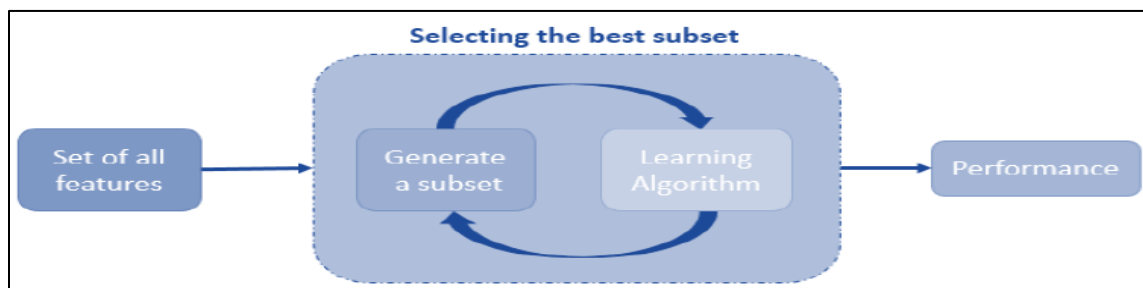 Selecting the best subset
Set of all
features
Generate
a subset
Learning
Algorithm
Performance